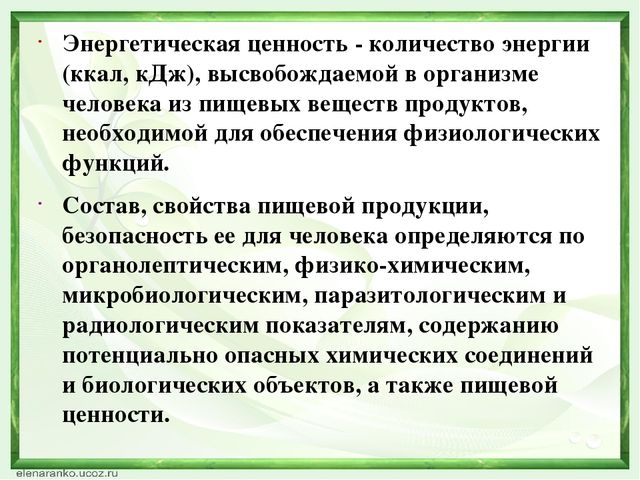 Энергетическая ценность - количество энергии
(ккал, кДж), высвобождаемой в организме
человека из пищевых веществ продуктов,
необходимой для обеспечения физиологических
функций.
Состав, свойства пищевой продукции,
безопасность ее для человека определяются по
органолептическим, физико-химическим,
микробиологическим, паразитологическим и
радиологическим показателям, содержанию
потенциально опасных химических соединений
и биологических объектов, а также пищевой
ценности.
elenaranko.ucoz.ru